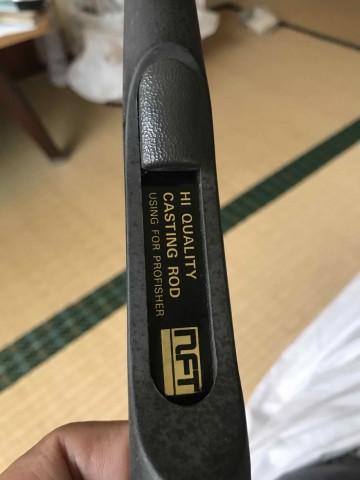 HI QUALITY
CASTING ROD
USING FOR PROFISHER
NFT